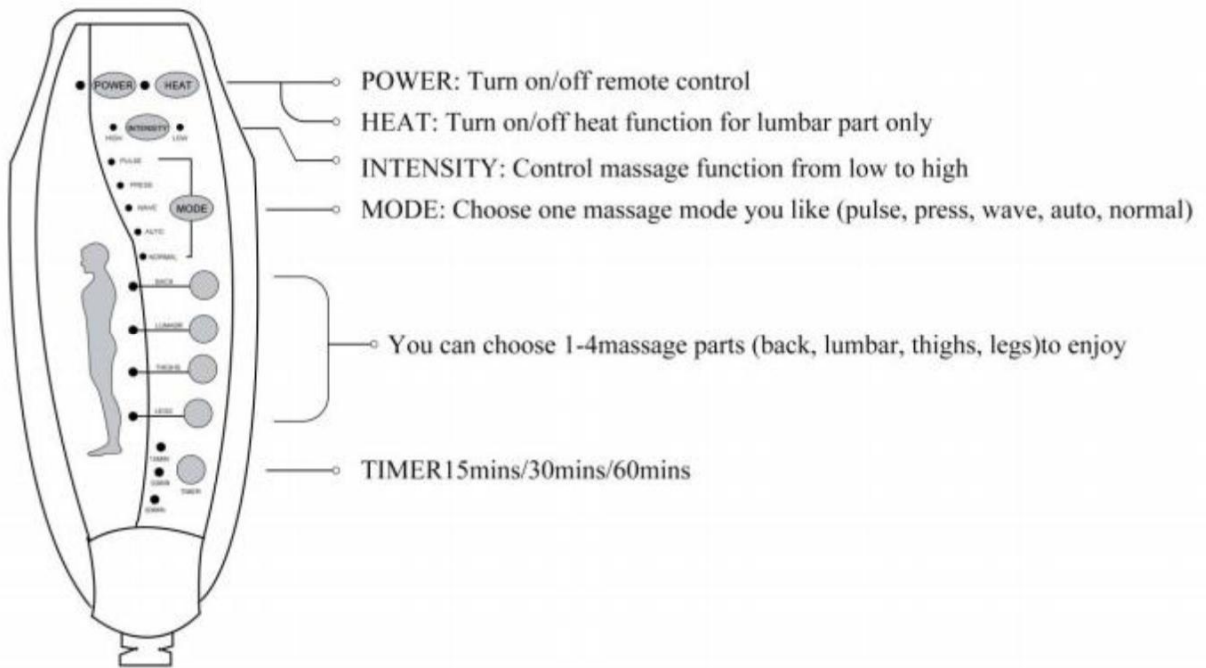 POWER
HEAT
POWER: Turn on/off remote control
HEAT: Turn on/off heat function for lumbar part only
INTENSITY
HIGH
LOW
INTENSITY: Control massage function from low to high
PULSE
PRESS
WAVE
MODE
AUTO
NORMAL
MODE: Choose one massage mode you like (pulse, press, wave, auto, normal)
BACK
THIGHS
LEGS
You can choose 1-4massage parts (back, lumbar, thighs, legs)to enjoy
TIMER
TIMER15mins/30mins/60mins